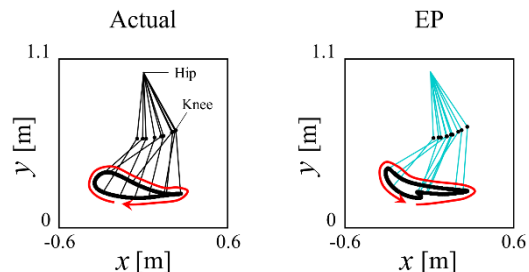 Actual
EP
1.1
Hip
Knee
y [m]
0
-0.6
0.6
x [m]
1.1
y [m]
0
-0.6
0.6
x [m]